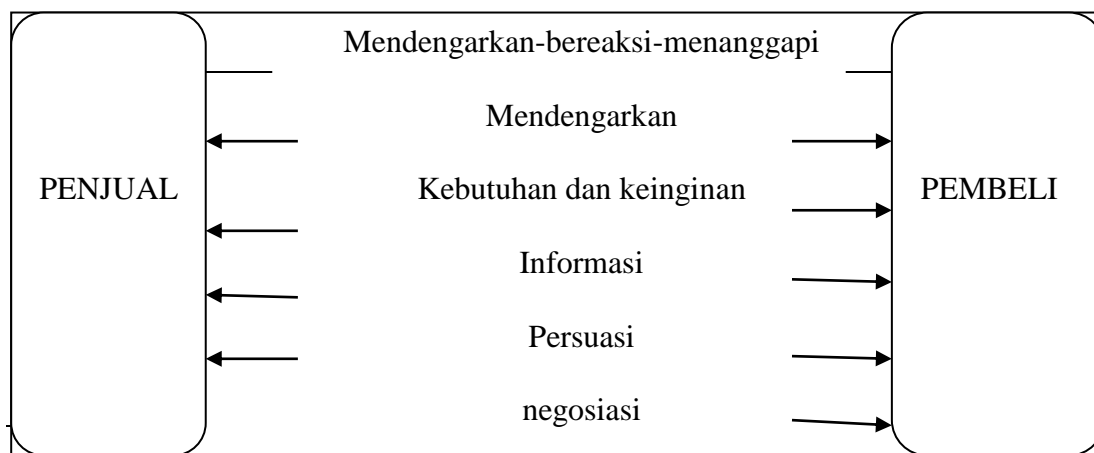 Mendengarkan-bereaksi-menanggapi
Mendengarkan
PENJUAL
Kebutuhan dan keinginan
PEMBELI
Informasi
Persuasi
negosiasi